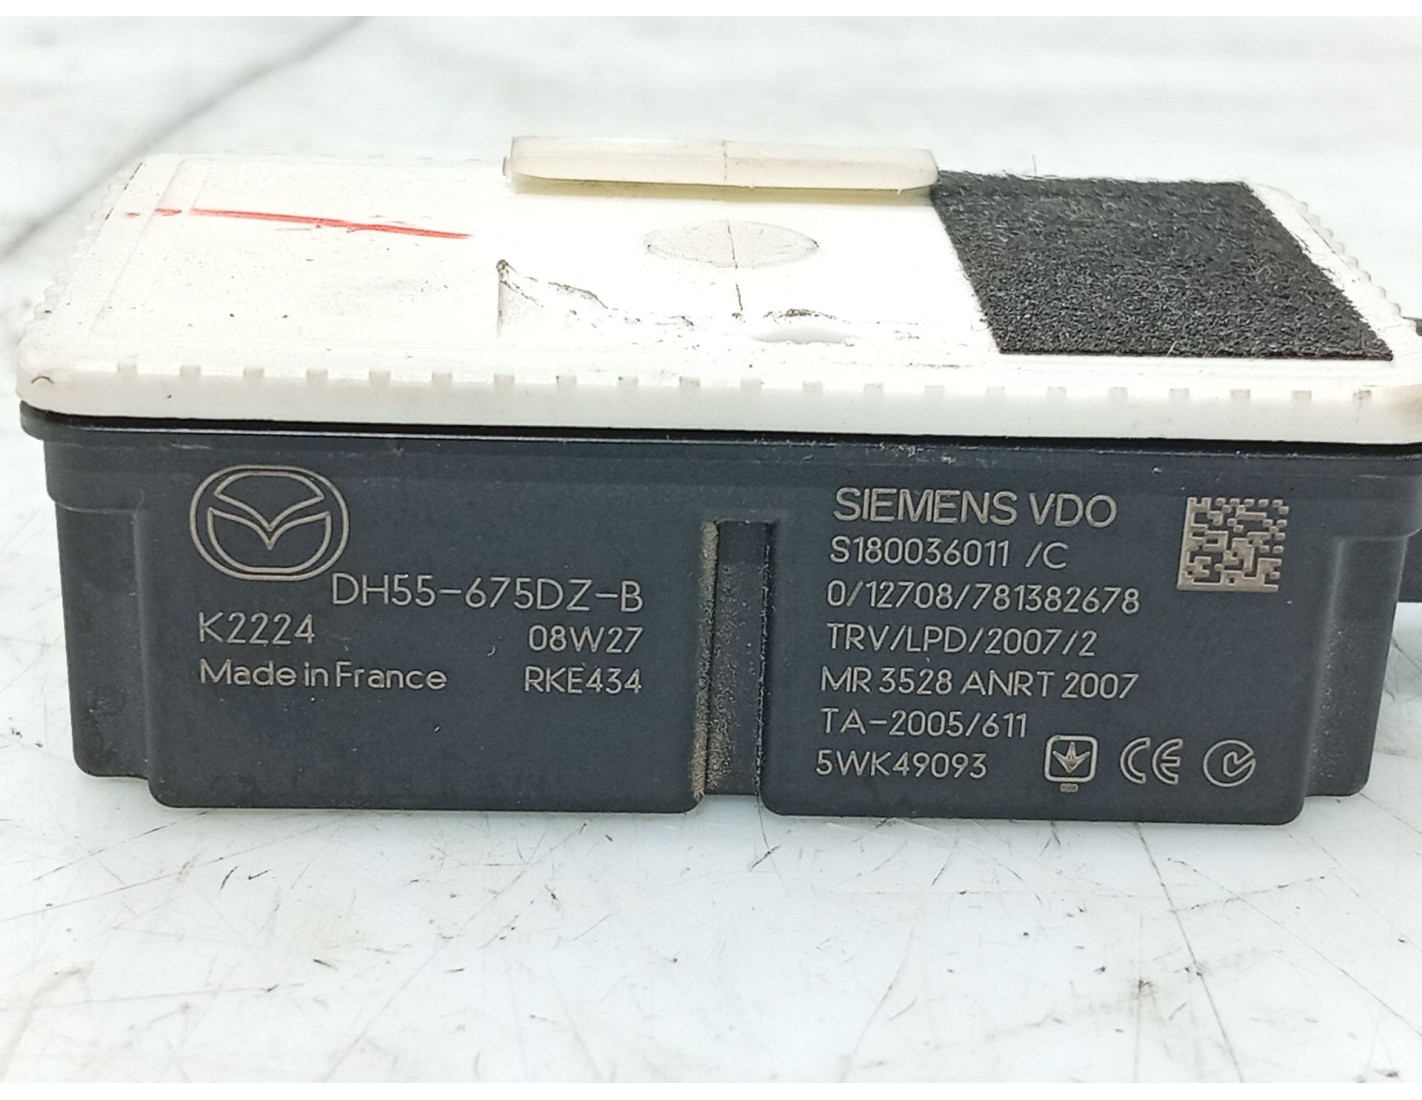 DH55-675DZ-B
K2224 08W27
Made in France RKE434
SIEMENS VDO
S180036011 /C
0/12708/781382678
TRV/LPD/2007/2
MR 3528 ANRT 2007
TA-2005/611
5WK49093 CE